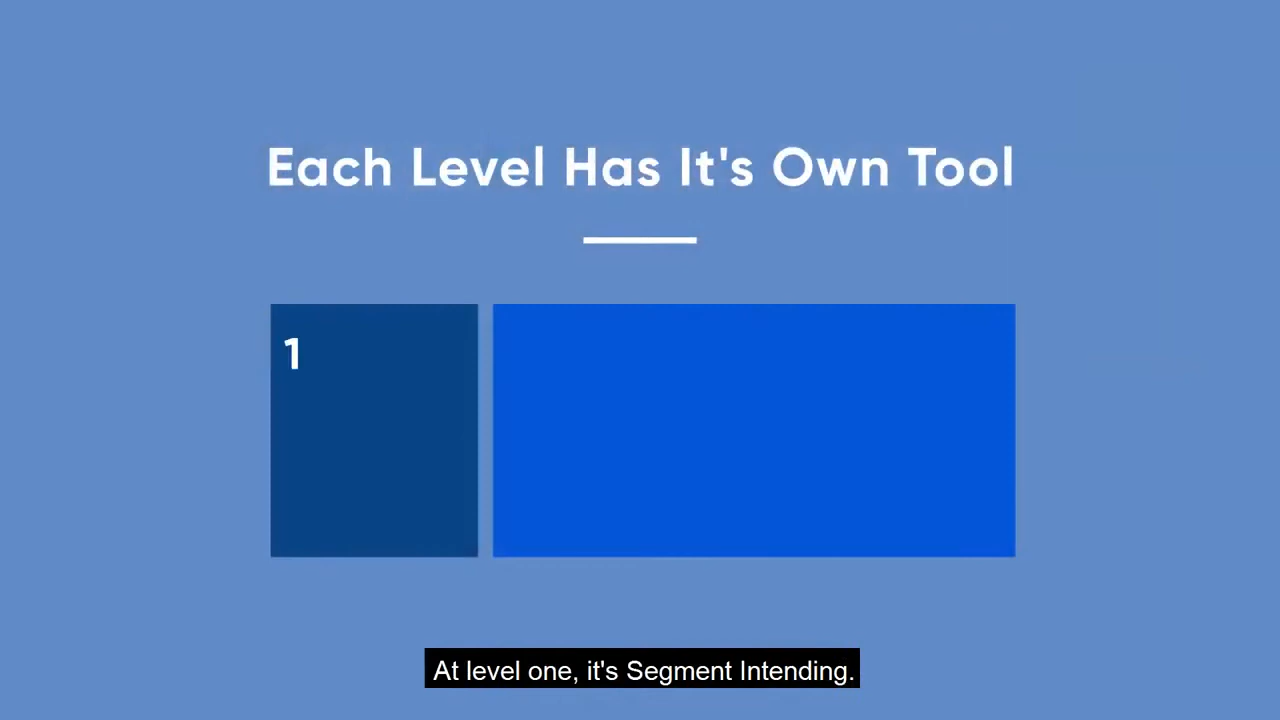 Each Level Has It's Own Tool
1
At level one, it's Segment Intending.